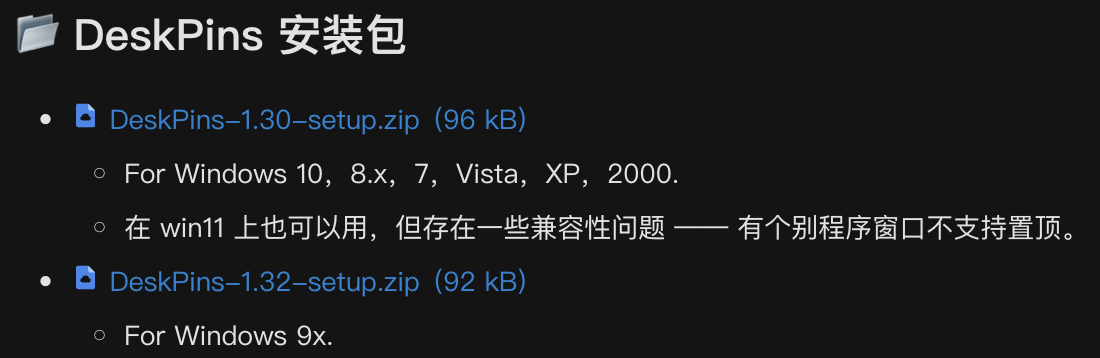 DeskPins 安装包
DeskPins-1.30-setup.zip（96 kB）
For Windows 10，8.x，7，Vista，XP，2000.
在 win11 上也可以用，但存在一些兼容性问题 —— 有个别程序窗口不支持置顶。
DeskPins-1.32-setup.zip（92 kB）
For Windows 9x.